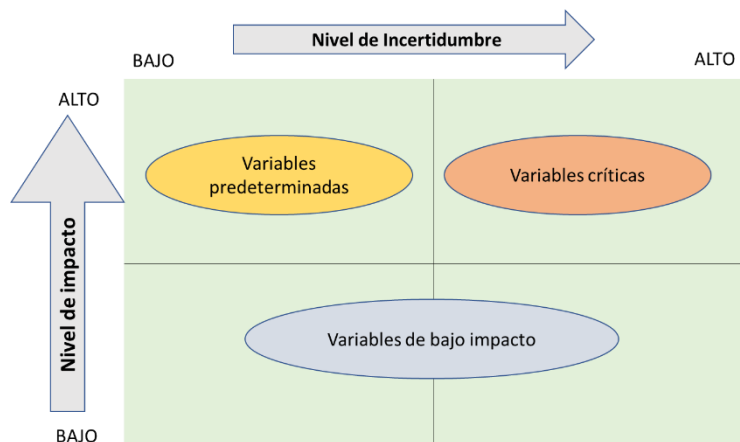 Nivel de Incertidumbre
BAJO
ALTO
ALTO
Variables
predeterminadas
Variables críticas
Nivel de impacto
Variables de bajo impacto
BAJO